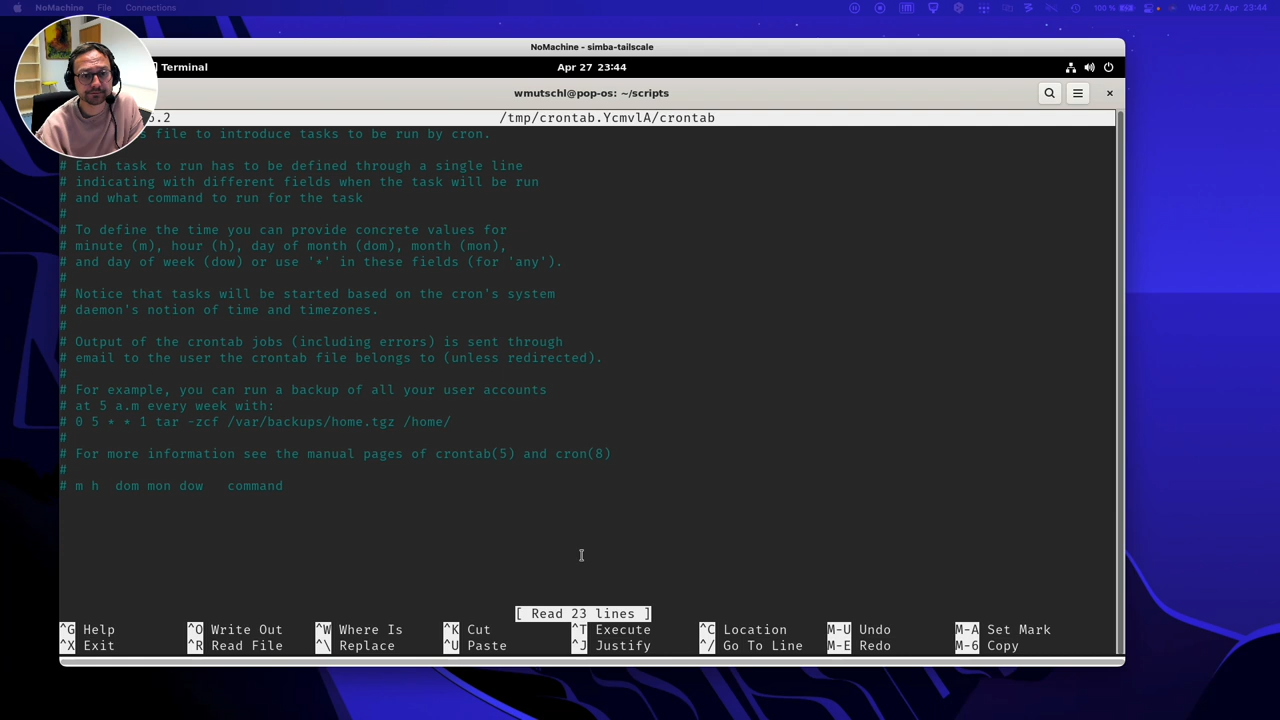 NoMachine File Connections 100 % Wed 27. Apr 23:44
NoMachine - simba-tailscale
Terminal Apr 27 23:44
wmutschl@pop-os: ~/scripts
.2 /tmp/crontab.YcmvlA/crontab
file to introduce tasks to be run by cron.
# Each task to run has to be defined through a single line
# indicating with different fields when the task will be run
# and what command to run for the task
#
# To define the time you can provide concrete values for
# minute (m), hour (h), day of month (dom), month (mon),
# and day of week (dow) or use '*' in these fields (for 'any').
#
# Notice that tasks will be started based on the cron's system
# daemon's notion of time and timezones.
#
# Output of the crontab jobs (including errors) is sent through
# email to the user the crontab file belongs to (unless redirected).
#
# For example, you can run a backup of all your user accounts
# at 5 a.m every week with:
# 0 5 * * 1 tar -zcf /var/backups/home.tgz /home/
#
# For more information see the manual pages of crontab(5) and cron(8)
#
# m h  dom mon dow   command
[ Read 23 lines ]
^G Help ^O Write Out ^W Where Is ^K Cut ^T Execute ^C Location M-U Undo M-A Set Mark
^X Exit ^R Read File ^\ Replace ^U Paste ^J Justify ^/ Go To Line M-E Redo M-6 Copy